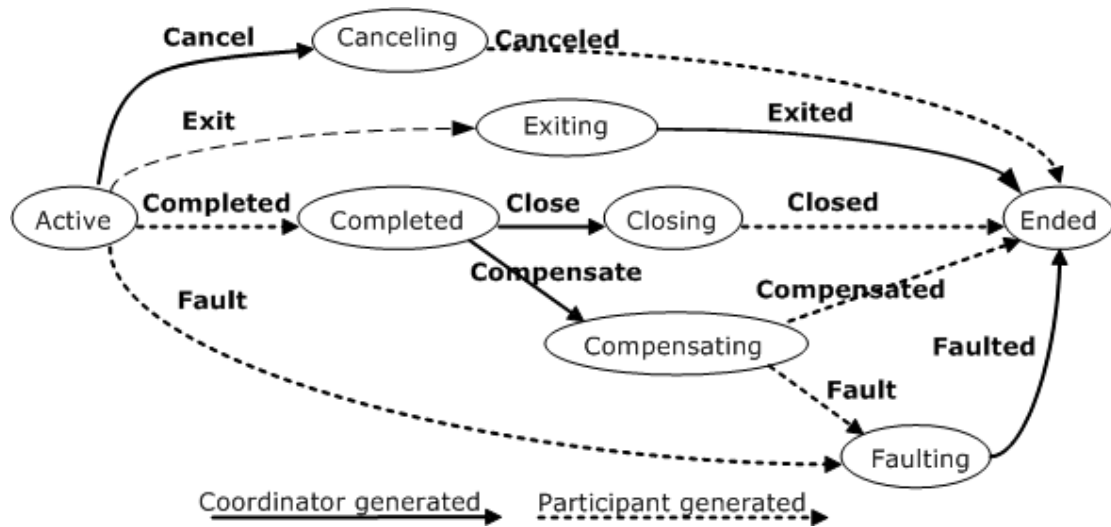 Cancel
Canceling
Canceled
Exit
Exiting
Exited
Active
Completed
Completed
Close
Closing
Closed
Ended
Compensate
Compensated
Fault
Compensating
Faulted
Fault
Faulting
Coordinator generated
Participant generated